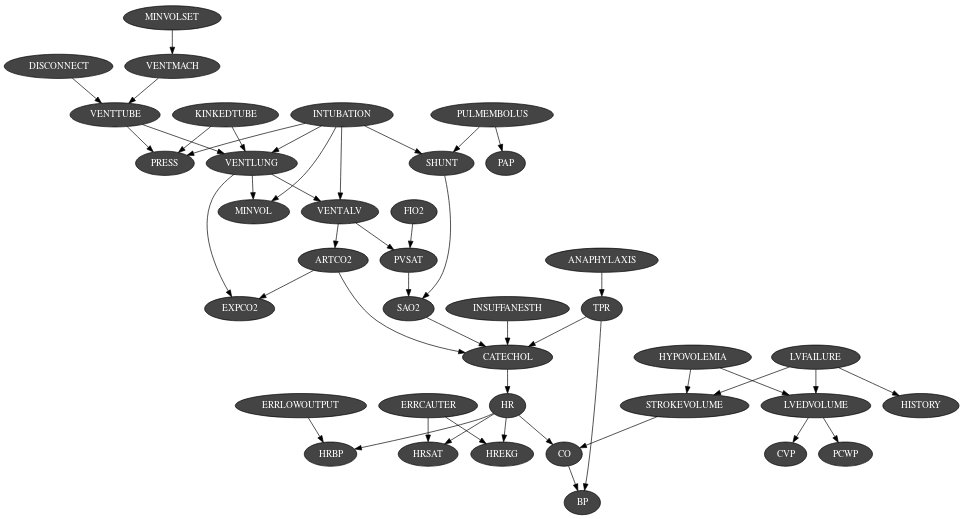 MINVOLSET
DISCONNECT
VENTMACH
VENTTUBE
KINKEDTUBE
INTUBATION
PULMEMBOLUS
PRESS
VENTLUNG
SHUNT
PAP
MINVOL
VENTALV
FIO2
ARTCO2
PVSAT
ANAPHYLAXIS
EXPCO2
SAO2
INSUFFANESTH
TPR
CATECHOL
HYPOVOLEMIA
LVFAILURE
ERRLOWOUTPUT
ERRCAUTER
HR
STROKEVOLUME
LVEDVOLUME
HISTORY
HRBP
HRSAT
HREKG
CO
CVP
PCWP
BP